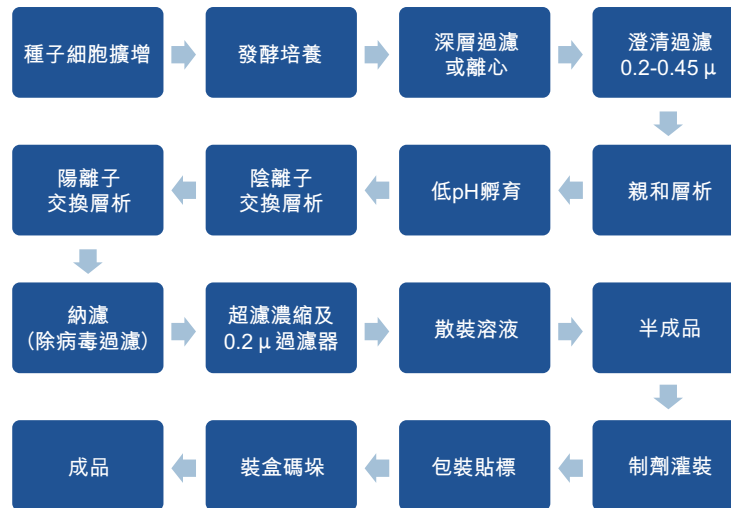 種子細胞擴增
發酵培養
深層過濾
或離心
澄清過濾
0.2-0.45 μ
親和層析
低pH孵育
陰離子
交換層析
陽離子
交換層析
納濾
（除病毒過濾）
超濾濃縮及
0.2 μ 過濾器
散裝溶液
半成品
制劑灌裝
包裝貼標
裝盒碼垛
成品